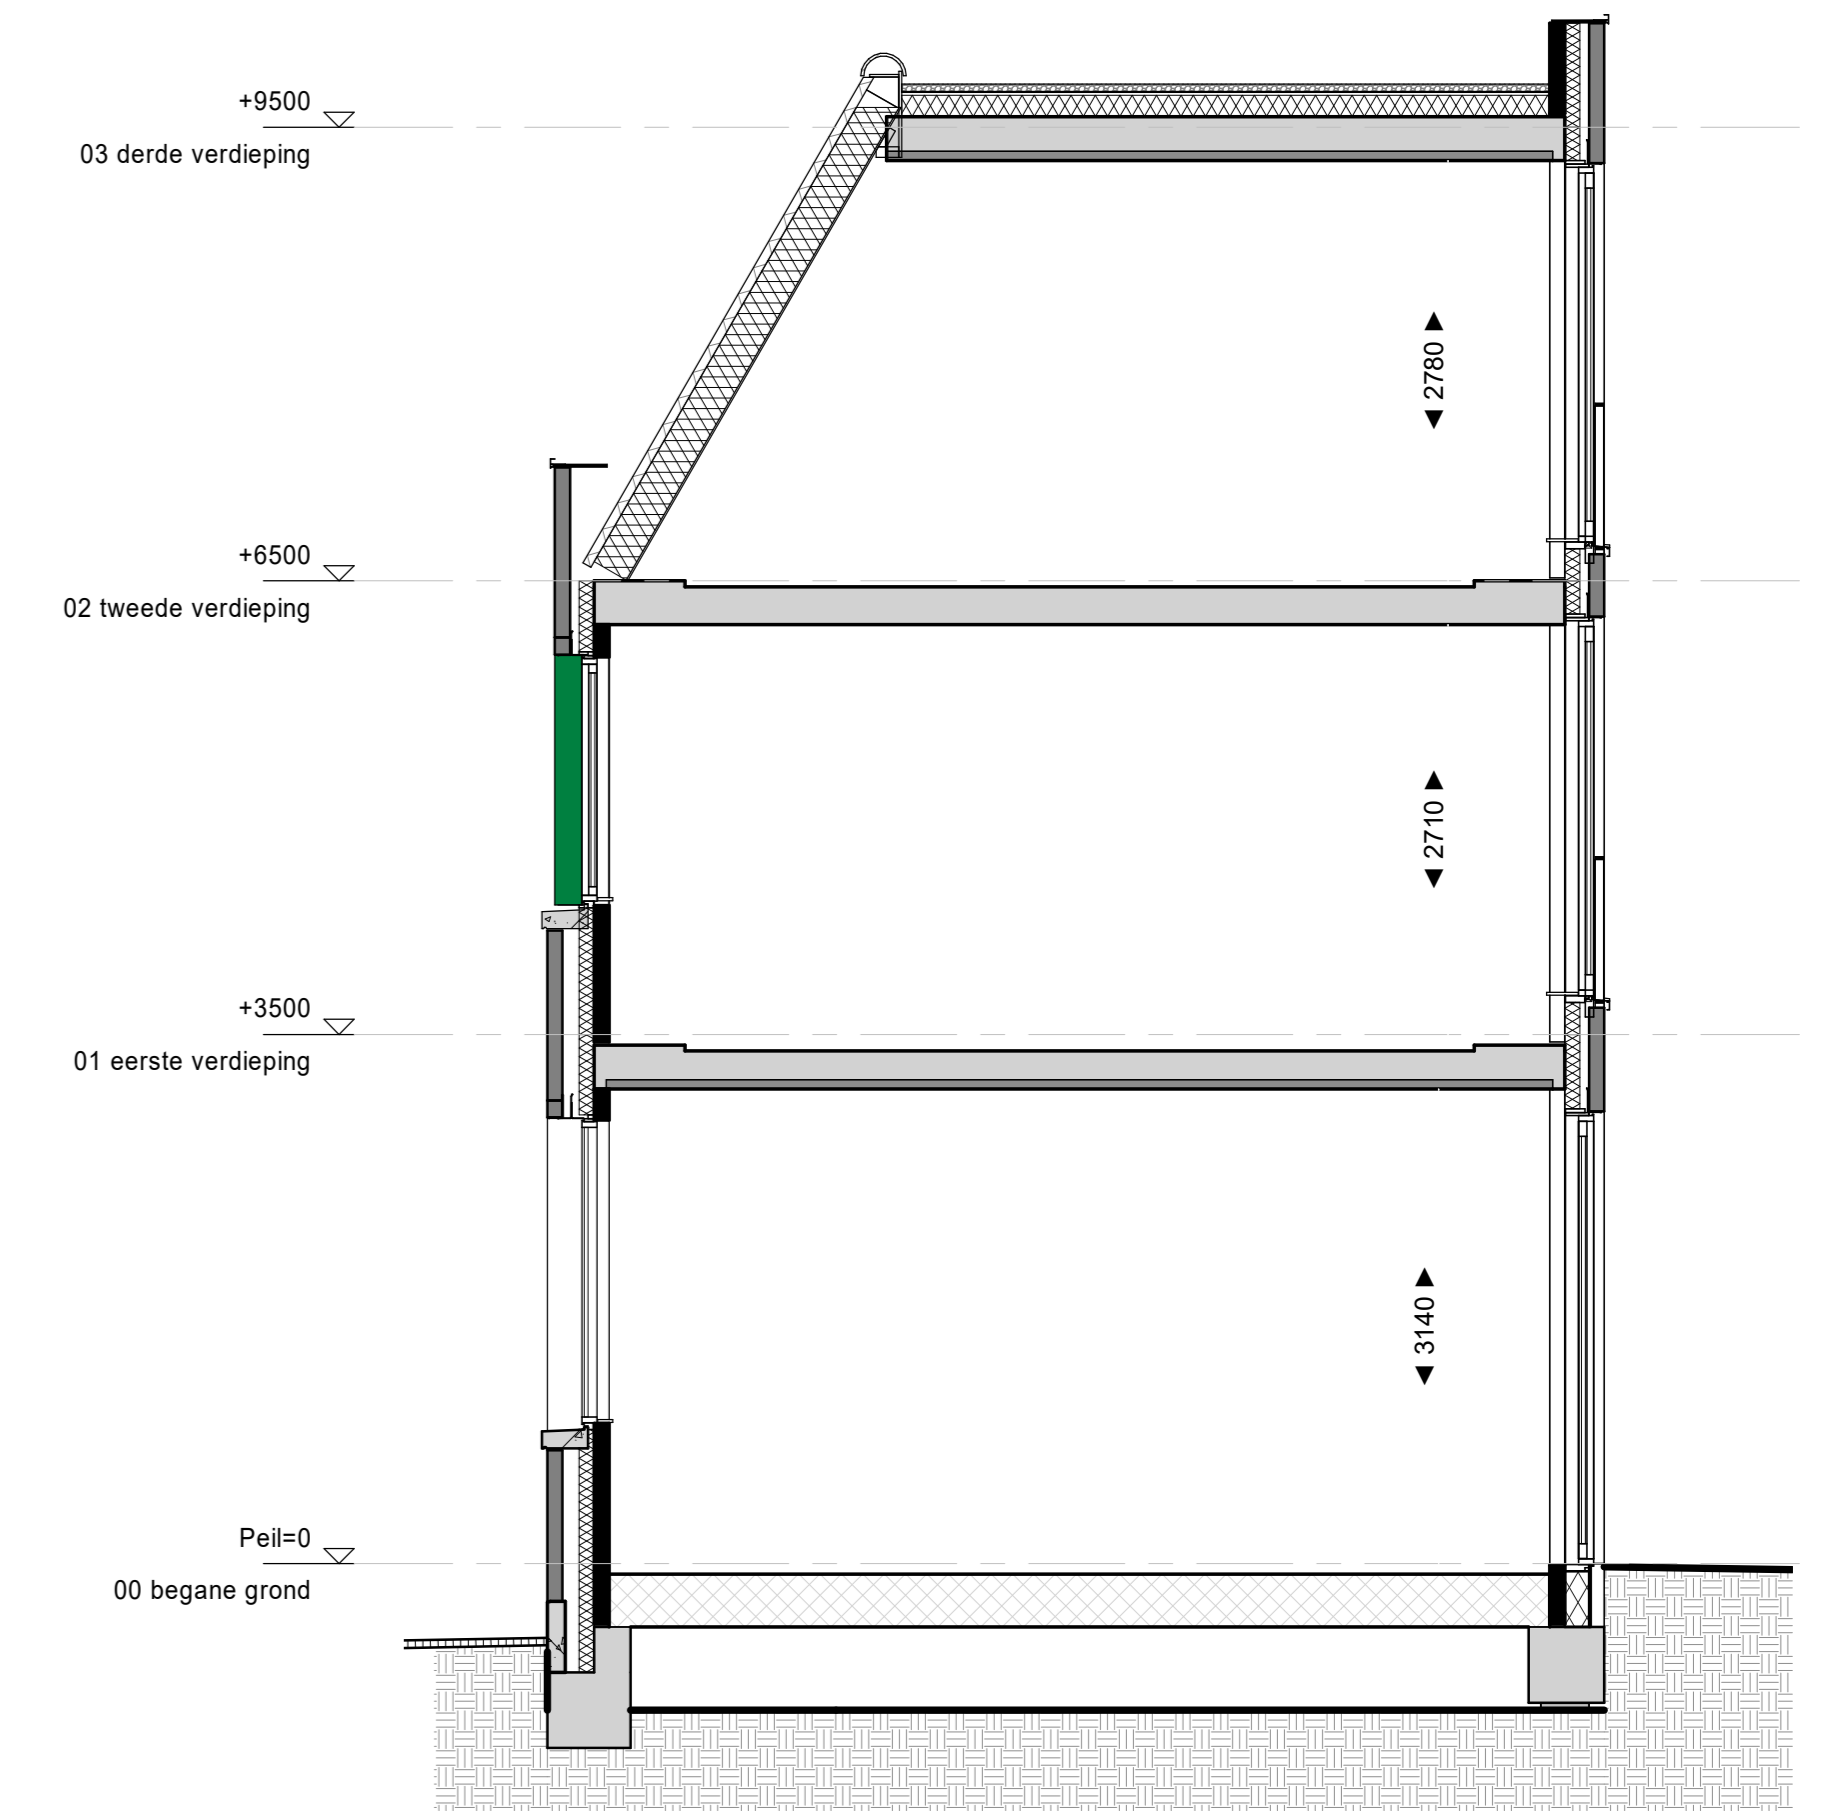 +9500
03 derde verdieping
2780
+6500
02 tweede verdieping
2710
+3500
01 eerste verdieping
3140
Peil=0
00 begane grond